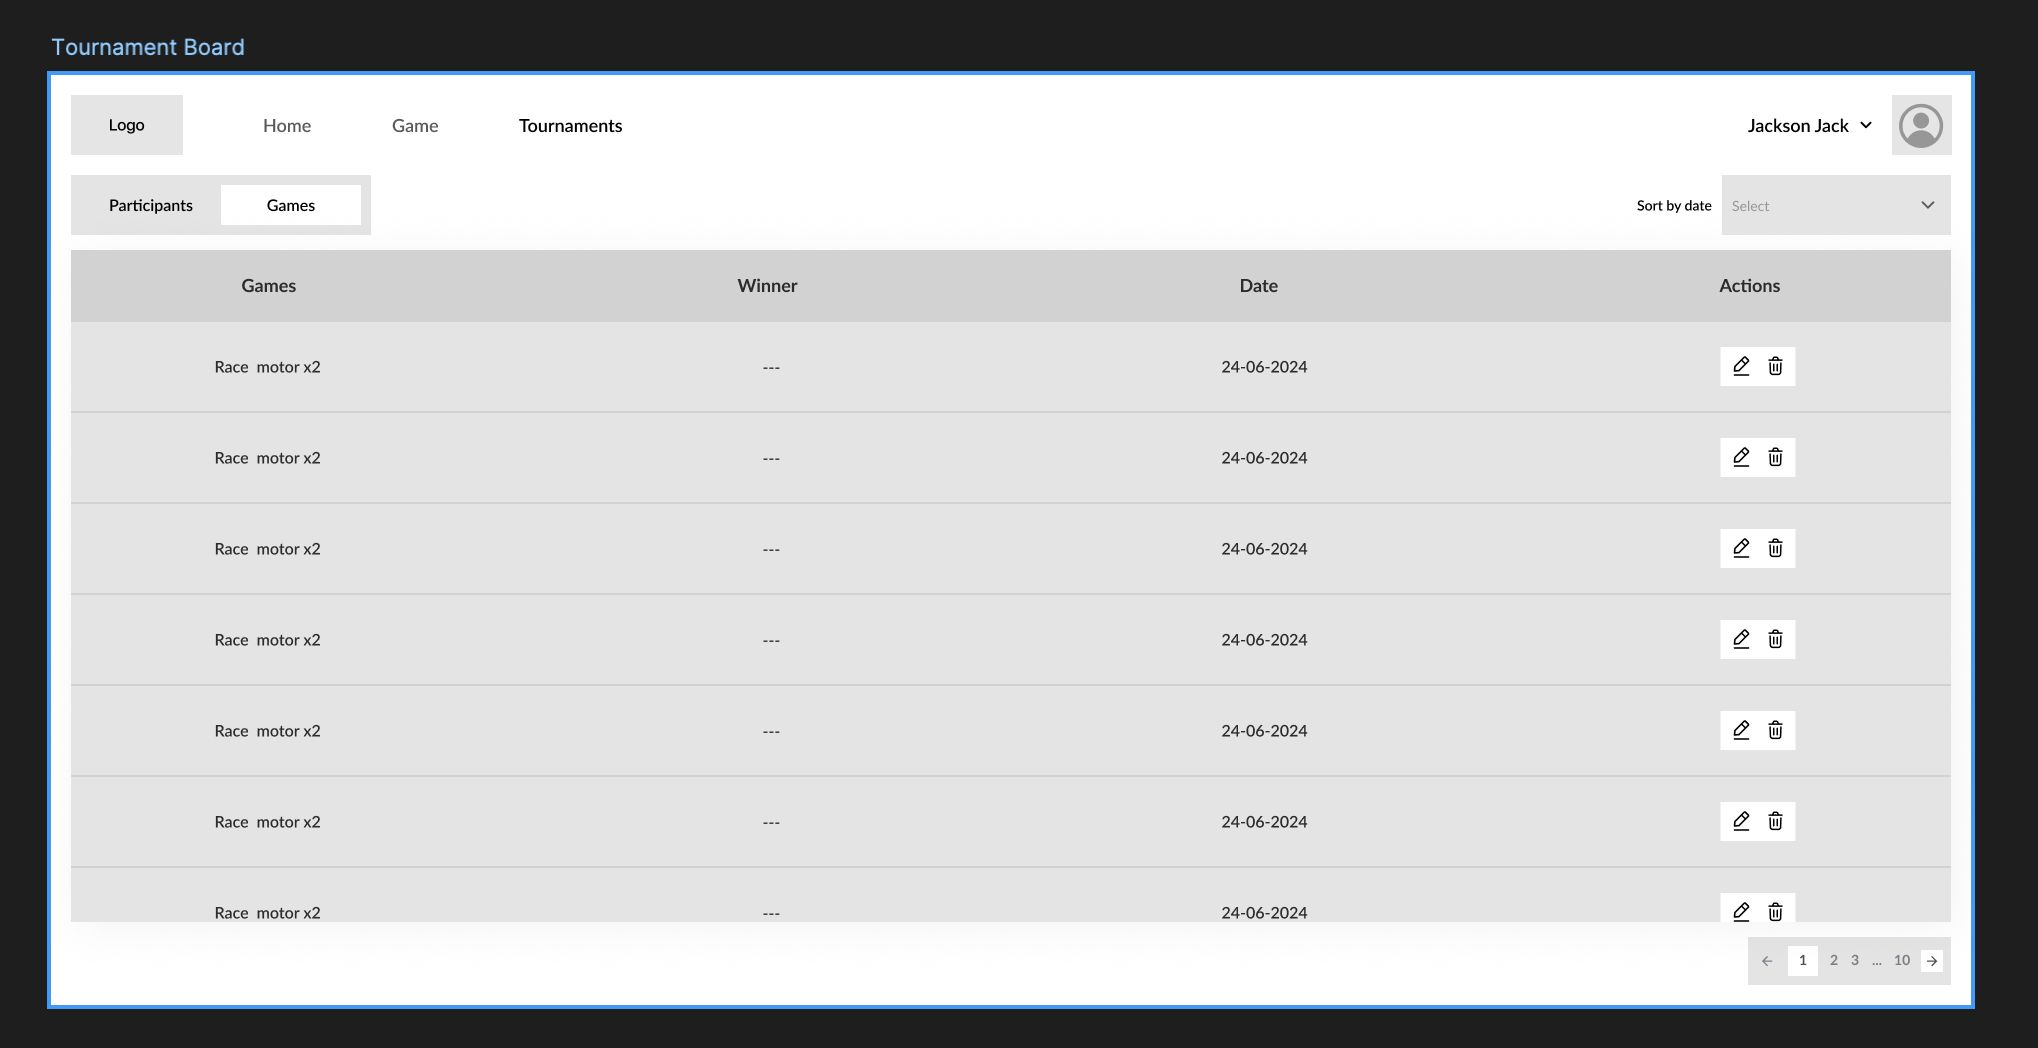 Tournament Board
Logo Home Game Tournaments Jackson Jack
Participants Games Sort by date Select
Games Winner Date Actions
Race motor x2 --- 24-06-2024
Race motor x2 --- 24-06-2024
Race motor x2 --- 24-06-2024
Race motor x2 --- 24-06-2024
Race motor x2 --- 24-06-2024
Race motor x2 --- 24-06-2024
Race motor x2 --- 24-06-2024
← 1 2 3 ... 10 →